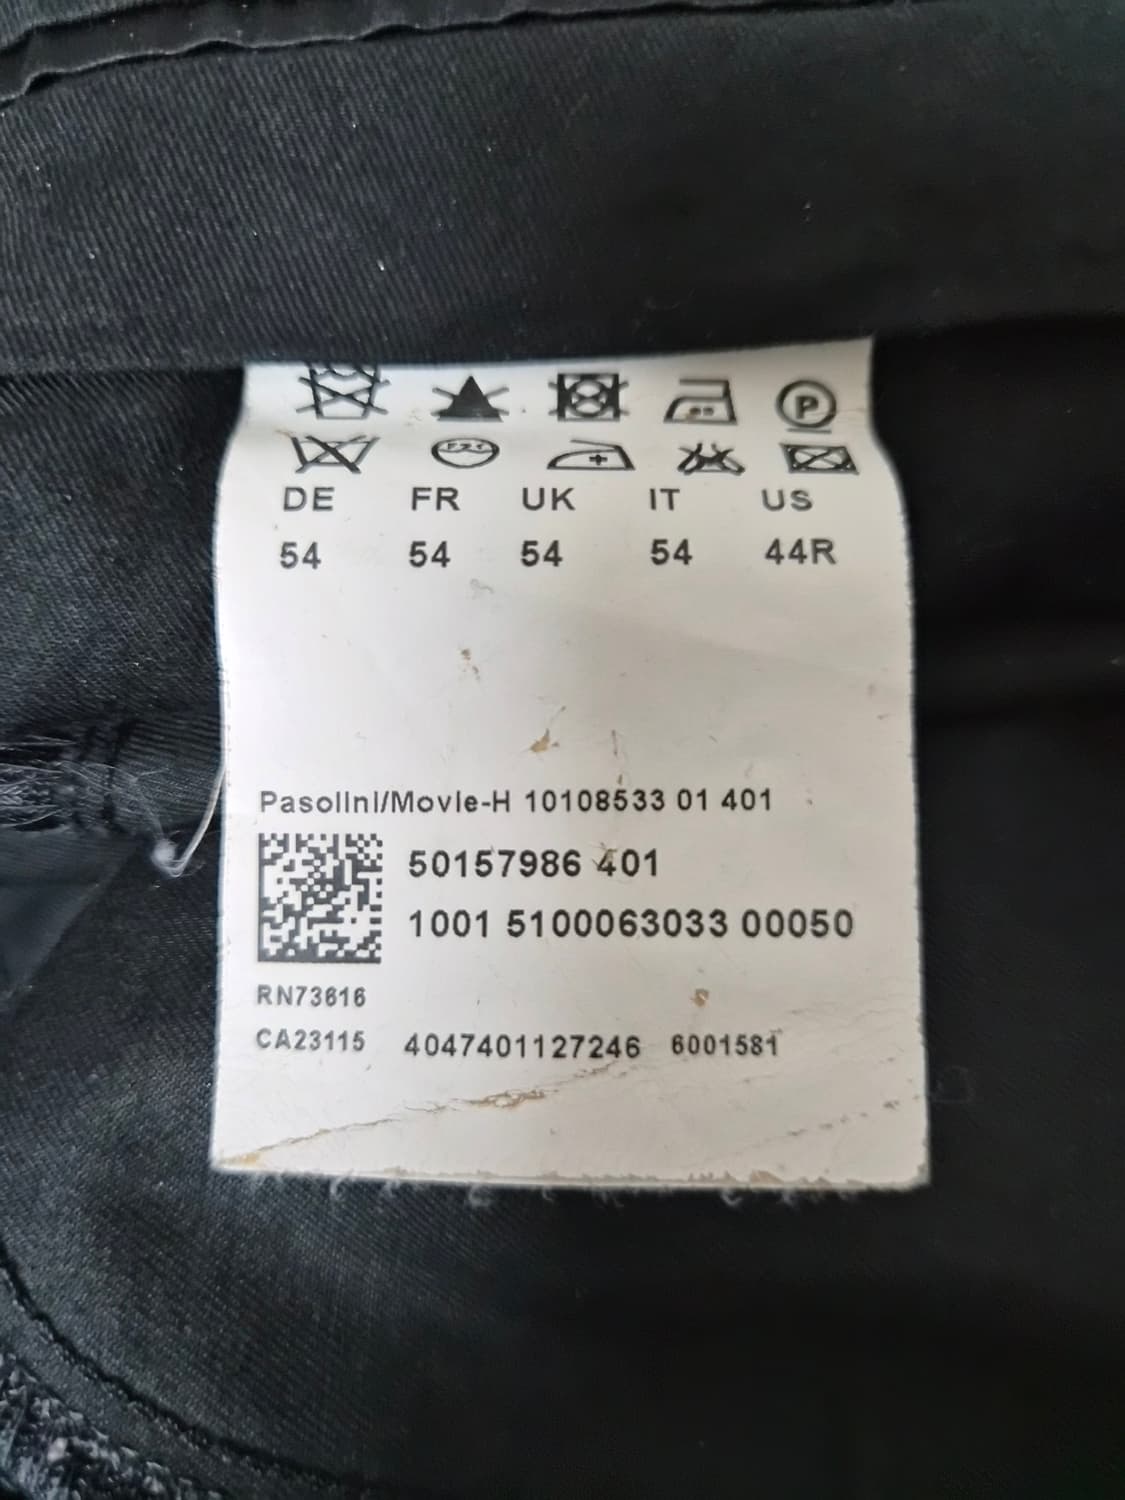 DE FR UK IT US
54 54 54 54 44R
Pasolini/Movie-H 10108533 01 401
50157986 401
1001 5100063033 00050
RN73616
CA23115 4047401127246 6001581